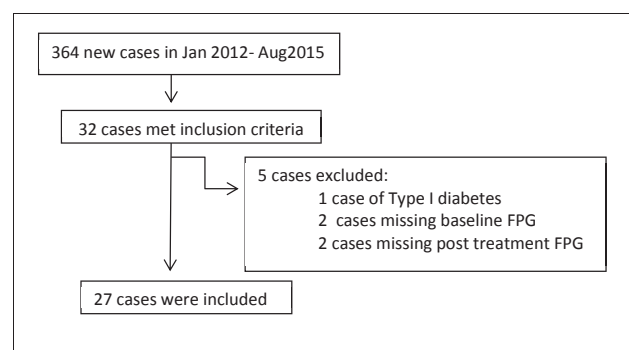 364 new cases in Jan 2012- Aug2015
32 cases met inclusion criteria
5 cases excluded:
1 case of Type I diabetes
2 cases missing baseline FPG
2 cases missing post treatment FPG
27 cases were included